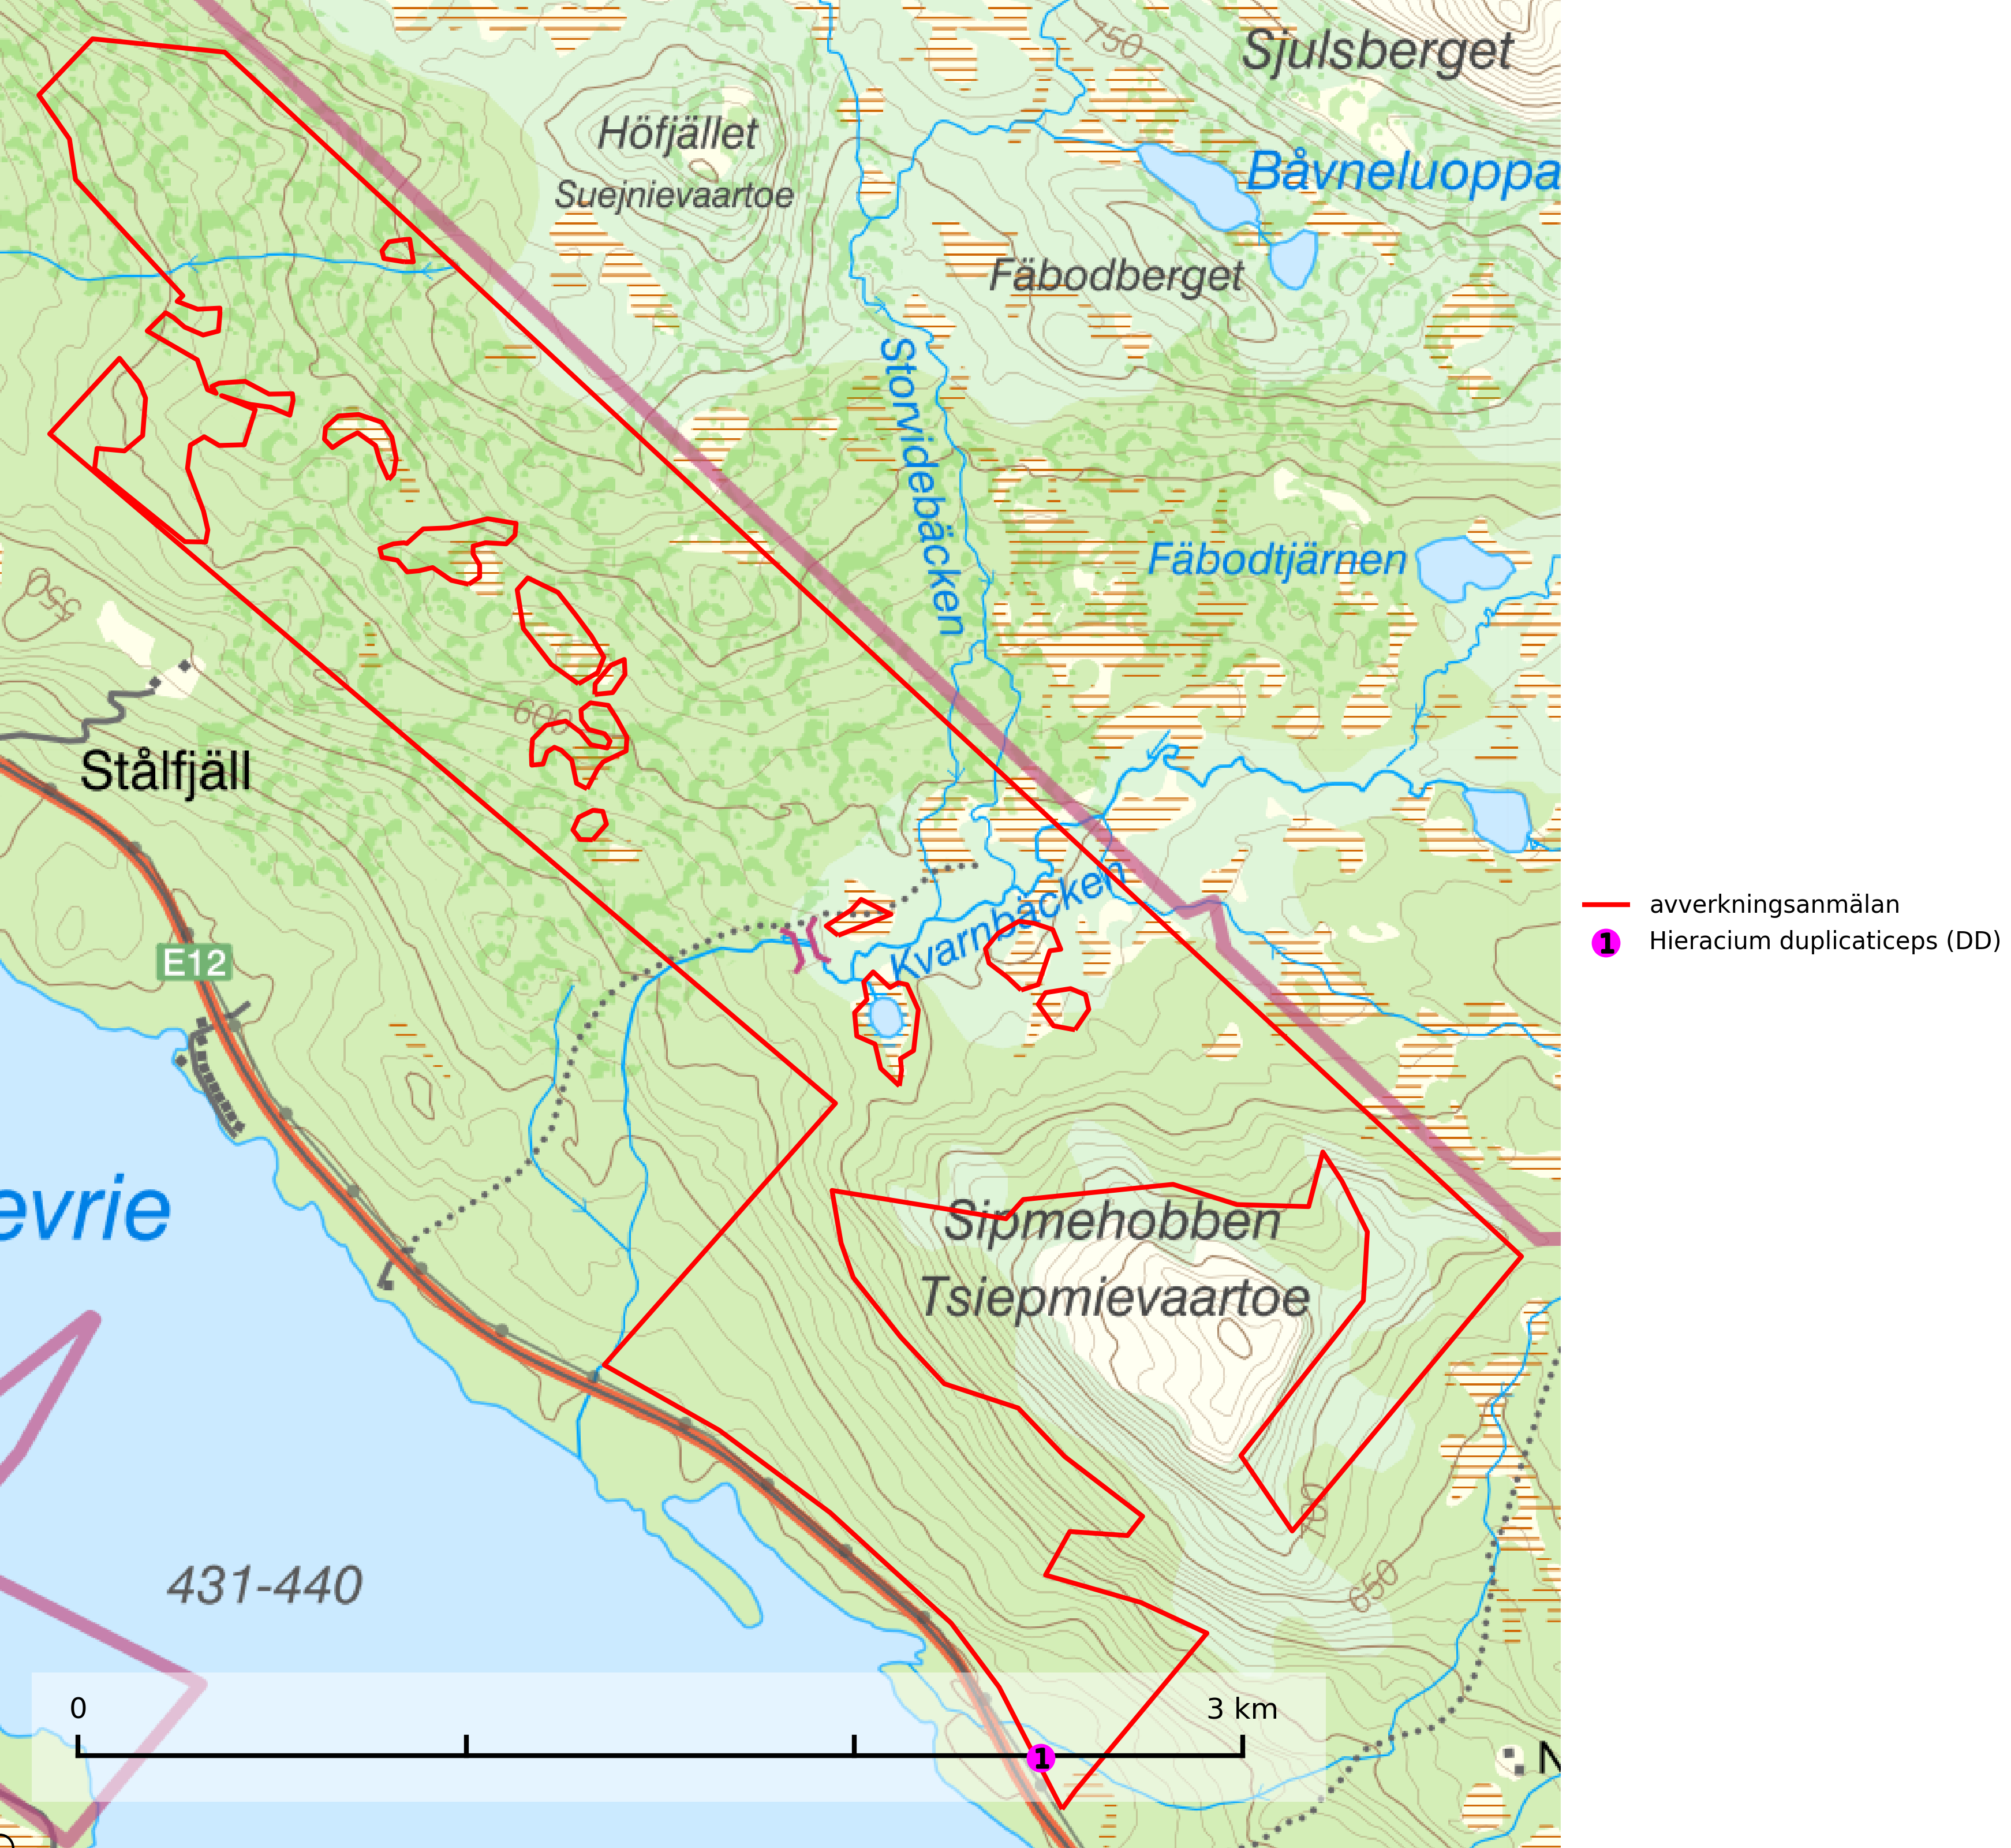 750
Sjulsberget
Höfjället
Suejnievaartoe
Båvneluoppa
Fäbodberget
Storvidebäcken
Fäbodtjärnen
550
600
Stålfjäll
E12
Kvarnbäcken
avverkningsanmälan
1 Hieracium duplicaticeps (DD)
evrie
Sipmehobben
Tsiepmievaartoe
700
650
431-440
0
3 km
1
N